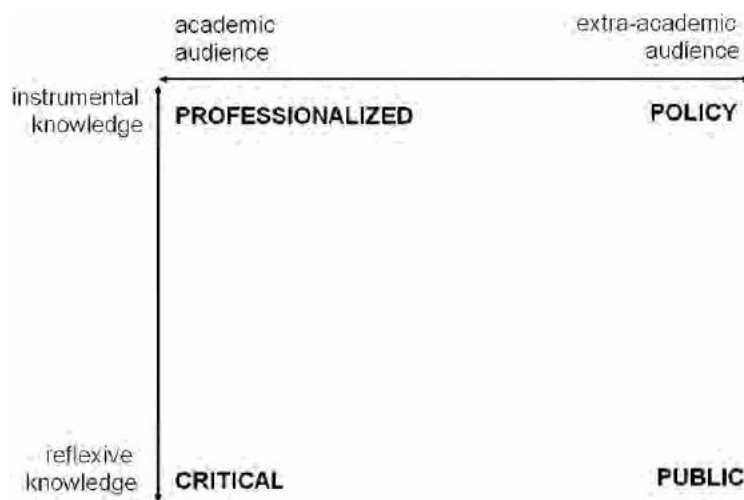 academic
audience
extra-academic
audience
instrumental
knowledge
PROFESSIONALIZED
POLICY
reflexive
knowledge
CRITICAL
PUBLIC